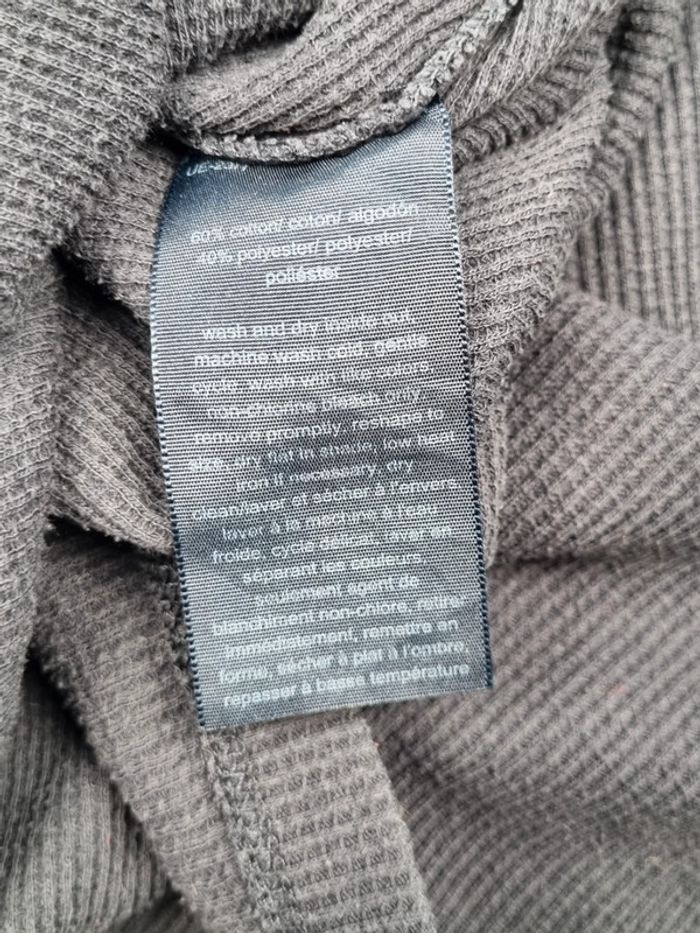 60% cotton/ coton/ algodón
40% polyester/ polyester/
poliéster
wash and dry inside out,
machine wash cold, gentle
cycle, wash with like colors,
non-chlorine bleach only
remove promptly, reshape to
size, dry flat in shade, low heat
iron if necessary, dry
clean/laver et sécher à l'envers,
laver à la machine à l'eau
froide, cycle délicat, laver en
séparant les couleurs,
seulement agent de
blanchiment non-chloré, retirer
immédiatement, remettre en
forme, sécher à plat à l'ombre,
repasser à basse température